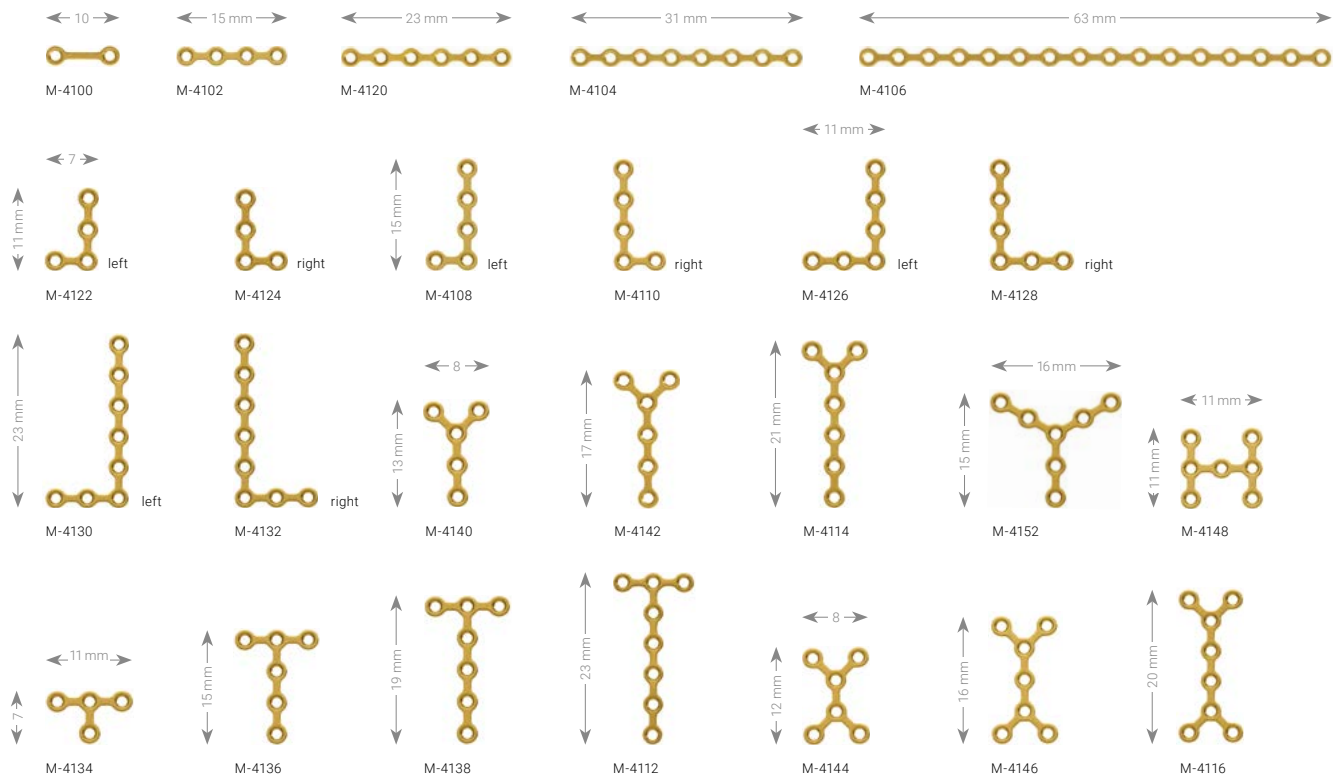 10
15 mm
23 mm
31 mm
63 mm
M-4100
M-4102
M-4120
M-4104
M-4106
7
11 mm
11 mm
15 mm
left
right
left
right
left
right
M-4122
M-4124
M-4108
M-4110
M-4126
M-4128
23 mm
8
13 mm
17 mm
21 mm
16 mm
15 mm
11 mm
11 mm
left
right
M-4130
M-4132
M-4140
M-4142
M-4114
M-4152
M-4148
11 mm
7
15 mm
19 mm
23 mm
8
12 mm
16 mm
20 mm
M-4134
M-4136
M-4138
M-4112
M-4144
M-4146
M-4116